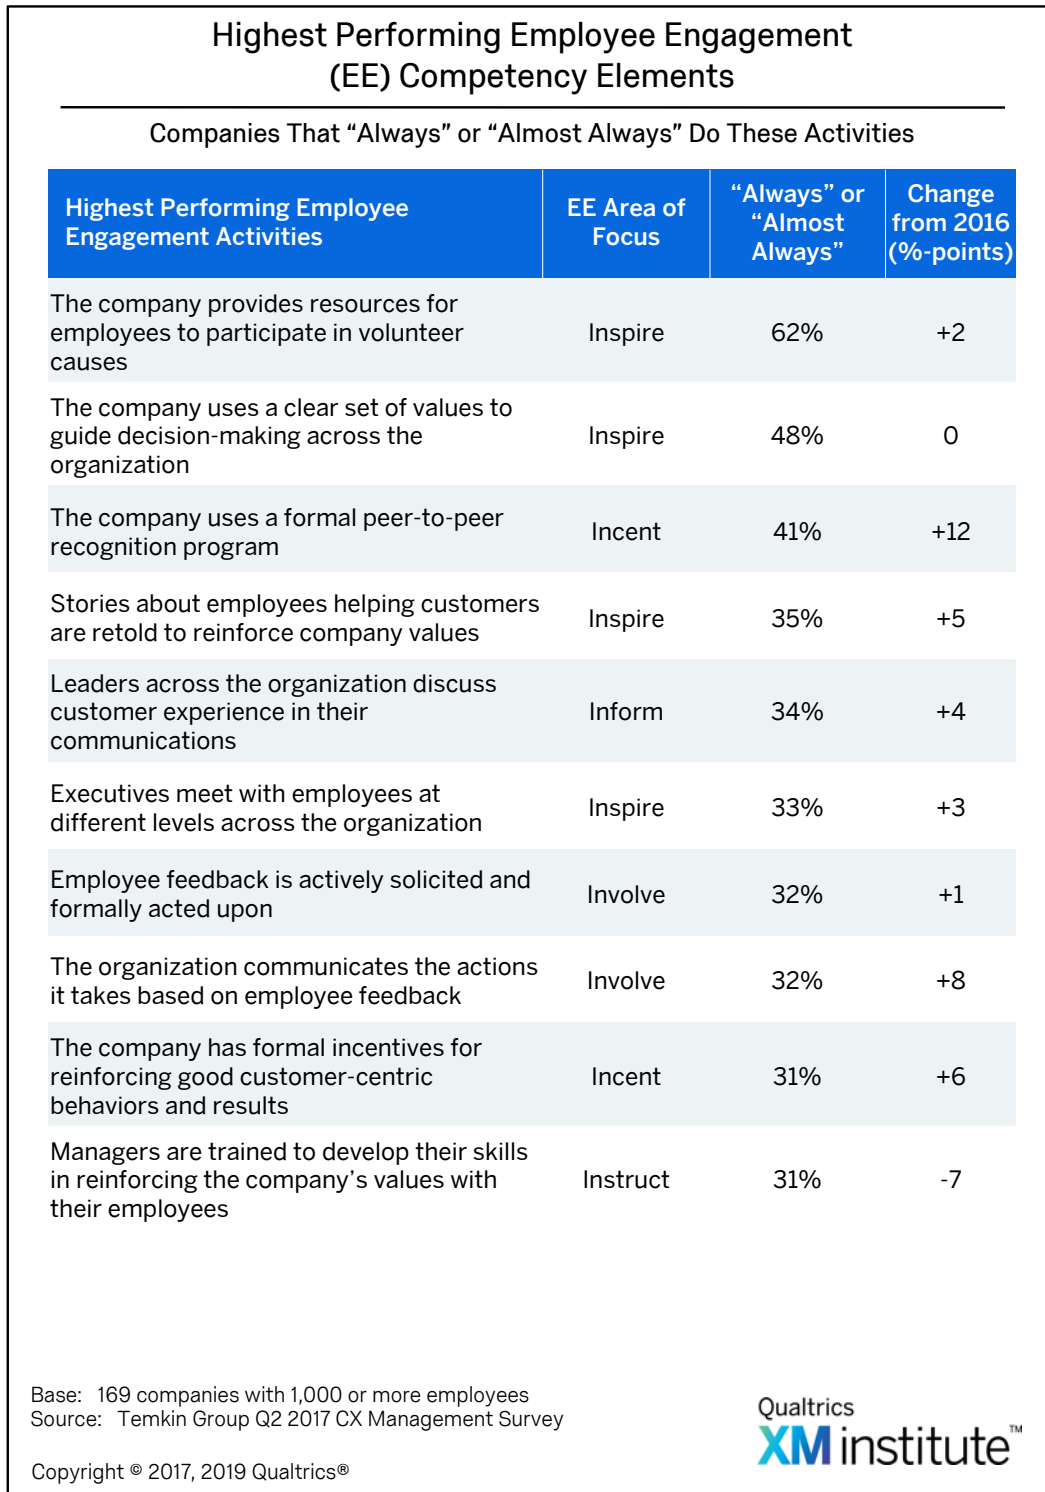 Highest Performing Employee Engagement
(EE) Competency Elements
Companies That “Always” or “Almost Always” Do These Activities
Highest Performing Employee
Engagement Activities
EE Area of
Focus
“Always” or
“Almost
Always”
Change
from 2016
(%-points)
The company provides resources for
employees to participate in volunteer
causes
Inspire
62%
+2
The company uses a clear set of values to
guide decision-making across the
organization
Inspire
48%
0
The company uses a formal peer-to-peer
recognition program
Incent
41%
+12
Stories about employees helping customers
are retold to reinforce company values
Inspire
35%
+5
Leaders across the organization discuss
customer experience in their
communications
Inform
34%
+4
Executives meet with employees at
different levels across the organization
Inspire
33%
+3
Employee feedback is actively solicited and
formally acted upon
Involve
32%
+1
The organization communicates the actions
it takes based on employee feedback
Involve
32%
+8
The company has formal incentives for
reinforcing good customer-centric
behaviors and results
Incent
31%
+6
Managers are trained to develop their skills
in reinforcing the company’s values with
their employees
Instruct
31%
-7
Base: 169 companies with 1,000 or more employees
Source: Temkin Group Q2 2017 CX Management Survey
Copyright © 2017, 2019 Qualtrics®
Qualtrics
XM institute™